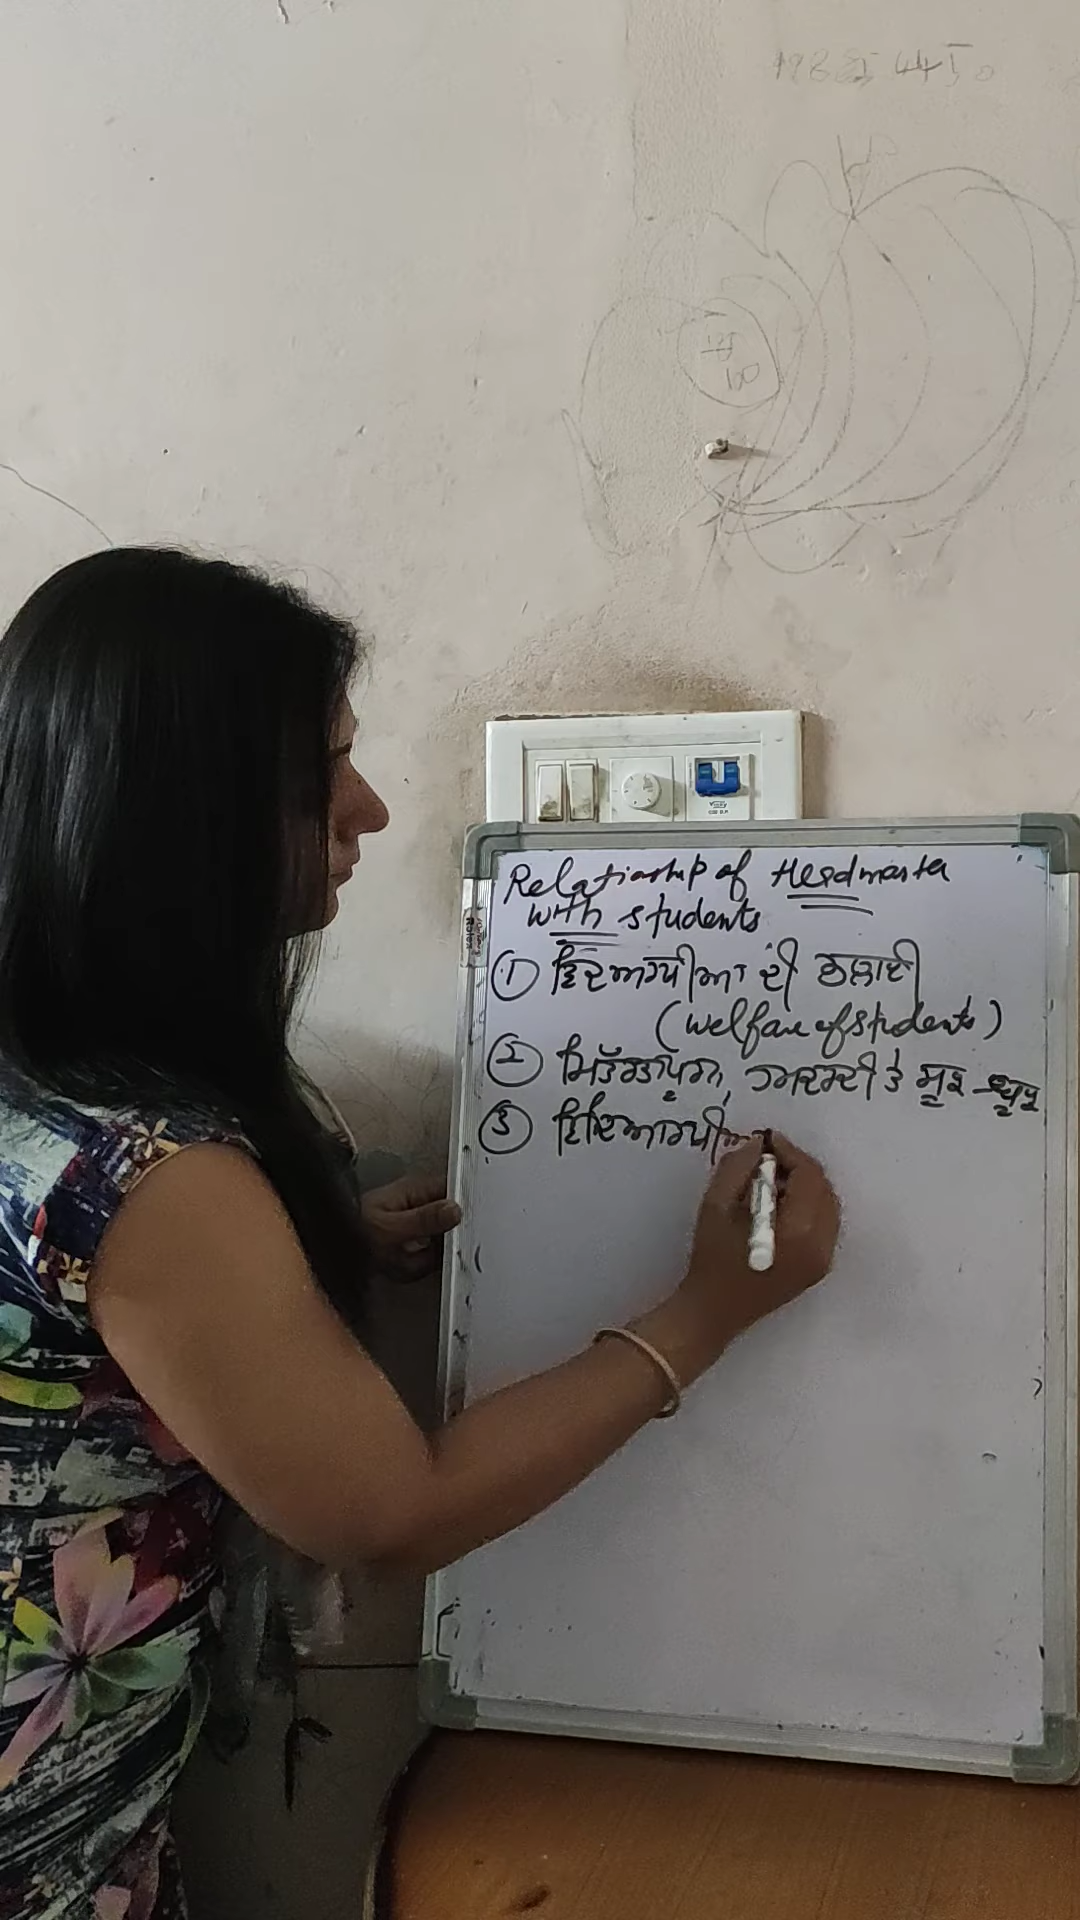 Relationship of Headmaster
with students
① ਵਿਦਿਆਰਥੀਆਂ ਦੀ ਭਲਾਈ
(Welfare of students)
② ਮਿੱਤਰਤਾਪੂਰਨ, ਹਮਦਰਦੀ ਤੇ ਸੂਝ-ਬੂਝ
③ ਵਿਦਿਆਰਥੀਆ